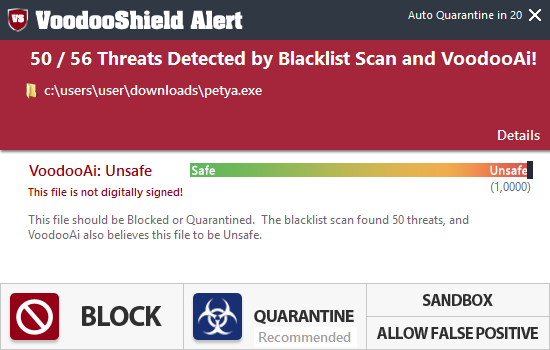 VS VoodooShield Alert Auto Quarantine in 20
50 / 56 Threats Detected by Blacklist Scan and VoodooAi!
c:\users\user\downloads\petya.exe
Details
VoodooAi: Unsafe
Safe Unsafe
This file is not digitally signed!
(1,0000)
This file should be Blocked or Quarantined. The blacklist scan found 50 threats, and
VoodooAi also believes this file to be Unsafe.
BLOCK
QUARANTINE
Recommended
SANDBOX
ALLOW FALSE POSITIVE